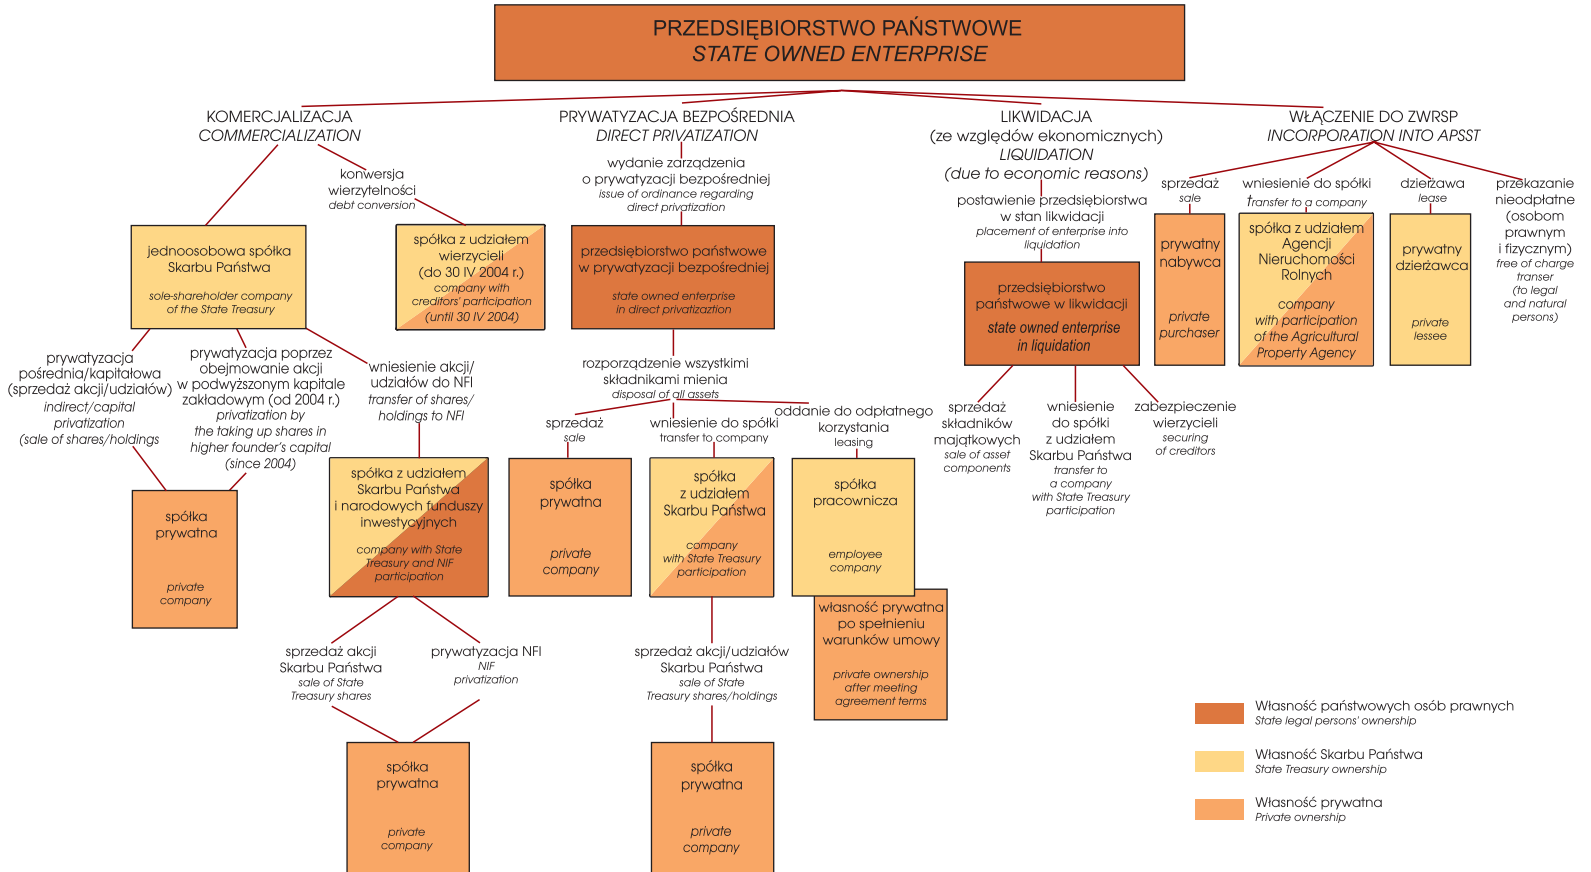 PRZEDSIĘBIORSTWO PAŃSTWOWE
STATE OWNED ENTERPRISE
KOMERCJALIZACJA
COMMERCIALIZATION
konwersja
wierzytelności
debt conversion
jednoosobowa spółka
Skarbu Państwa
sole-shareholder company
of the State Treasury
spółka z udziałem
wierzycieli
(do 30 IV 2004 r.)
company with
creditors' participation
(until 30 IV 2004)
prywatyzacja
pośrednia/kapitałowa
(sprzedaż akcji/udziałów)
indirect/capital
privatization
(sale of shares/holdings
prywatyzacja poprzez
obejmowanie akcji
w podwyższonym kapitale
zakładowym (od 2004 r.)
privatization by
the taking up shares in
higher founder's capital
(since 2004)
wniesienie akcji/
udziałów do NFI
transfer of shares/
holdings to NFI
spółka
prywatna
private
company
spółka z udziałem
Skarbu Państwa
i narodowych funduszy
inwestycyjnych
company with State
Treasury and NIF
participation
sprzedaż akcji
Skarbu Państwa
sale of State
Treasury shares
prywatyzacja NFI
NIF
privatization
spółka
prywatna
private
company
PRYWATYZACJA BEZPOŚREDNIA
DIRECT PRIVATIZATION
wydanie zarządzenia
o prywatyzacji bezpośredniej
issue of ordinance regarding
direct privatization
przedsiębiorstwo państwowe
w prywatyzacji bezpośredniej
state owned enterprise
in direct privatizaztion
rozporządzenie wszystkimi
składnikami mienia
disposal of all assets
sprzedaż
sale
wniesienie do spółki
transfer to company
oddanie do odpłatnego
korzystania
leasing
spółka
prywatna
private
company
spółka
z udziałem
Skarbu Państwa
company
with State Treasury
participation
spółka
pracownicza
employee
company
własność prywatna
po spełnieniu
warunków umowy
private ownership
after meeting
agreement terms
sprzedaż akcji/udziałów
Skarbu Państwa
sale of State
Treasury shares/holdings
spółka
prywatna
private
company
LIKWIDACJA
(ze względów ekonomicznych)
LIQUIDATION
(due to economic reasons)
postawienie przedsiębiorstwa
w stan likwidacji
placement of enterprise into
liquidation
przedsiębiorstwo
państwowe w likwidacji
state owned enterprise
in liquidation
sprzedaż
składników
majątkowych
sale of asset
components
wniesienie
do spółki
z udziałem
Skarbu Państwa
transfer to
a company
with State Treasury
participation
zabezpieczenie
wierzycieli
securing
of creditors
WŁĄCZENIE DO ZWRSP
INCORPORATION INTO APSST
sprzedaż
sale
wniesienie do spółki
transfer to a company
dzierżawa
lease
przekazanie
nieodpłatne
(osobom
prawnym
i fizycznym)
free of charge
transer
(to legal
and natural
persons)
prywatny
nabywca
private
purchaser
spółka z udziałem
Agencji
Nieruchomości
Rolnych
company
with participation
of the Agricultural
Property Agency
prywatny
dzierżawca
private
lessee
Własność państwowych osób prawnych
State legal persons' ownership
Własność Skarbu Państwa
State Treasury ownership
Własność prywatna
Private ownership